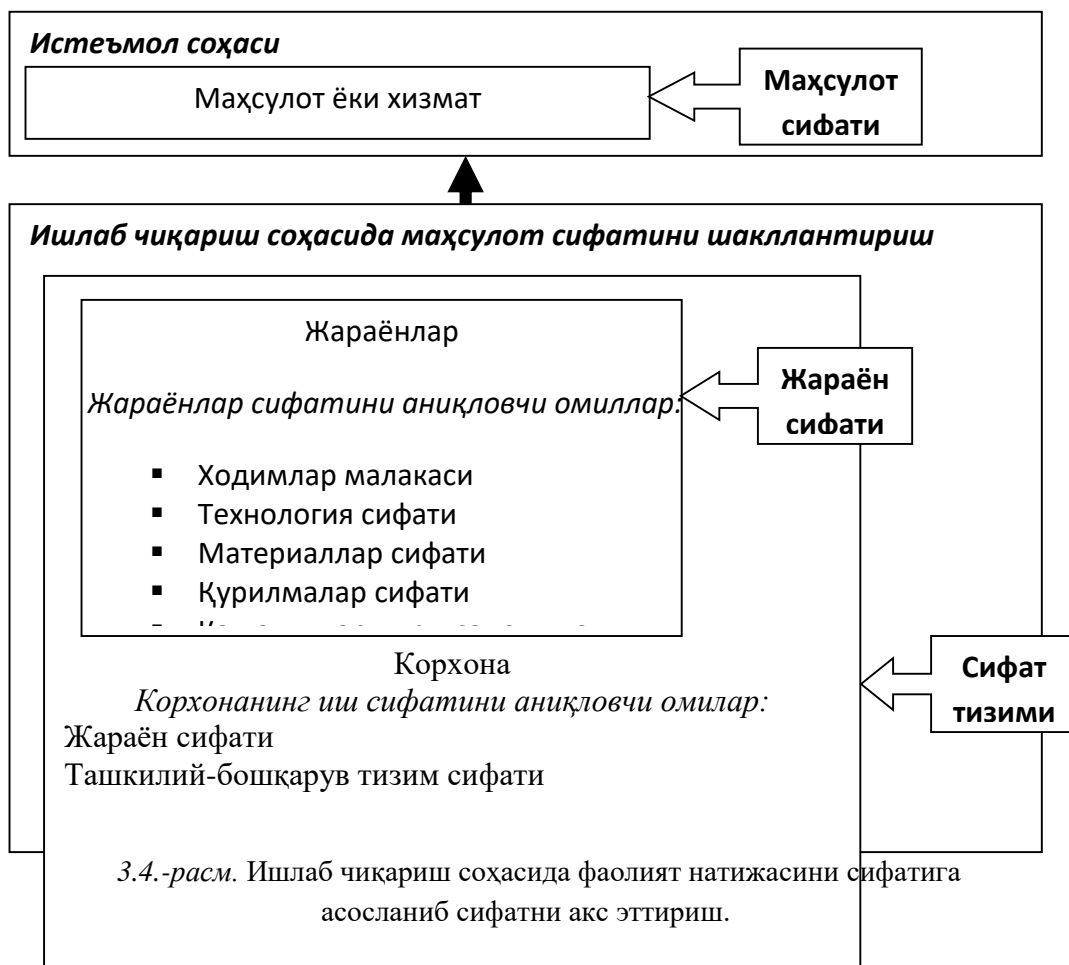 Истеъмол соҳаси
Маҳсулот ёки хизмат
Маҳсулот
сифати
Ишлаб чиқариш соҳасида маҳсулот сифатини шакллантириш
Жараёнлар
Жараёнлар сифатини аниқловчи омиллар:
▪ Ходимлар малакаси
▪ Технология сифати
▪ Материаллар сифати
▪ Қурилмалар сифати
Жараён
сифати
Корхона
Корхонанинг иш сифатини аниқловчи омилар:
Жараён сифати
Ташкилий-бошқарув тизим сифати
Сифат
тизими
3.4.-расм. Ишлаб чиқариш соҳасида фаолият натижасини сифатига
асосланиб сифатни акс эттириш.